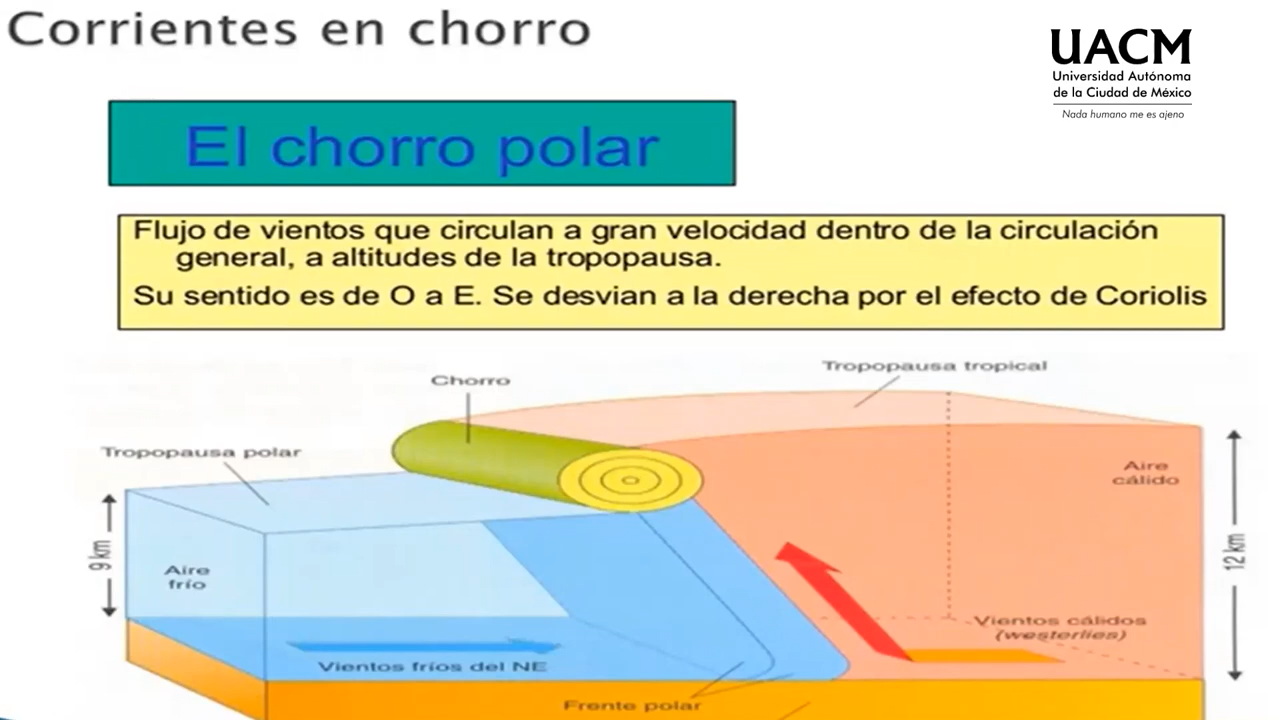 Corrientes en chorro
UACM
Universidad Autónoma
de la Ciudad de México
Nada humano me es ajeno
El chorro polar
Flujo de vientos que circulan a gran velocidad dentro de la circulación
general, a altitudes de la tropopausa.
Su sentido es de O a E. Se desvian a la derecha por el efecto de Coriolis
Tropopausa tropical
Chorro
Tropopausa polar
Aire
cálido
9 km
12 km
Aire
frío
Vientos cálidos
(westerlies)
Vientos fríos del NE
Frente polar